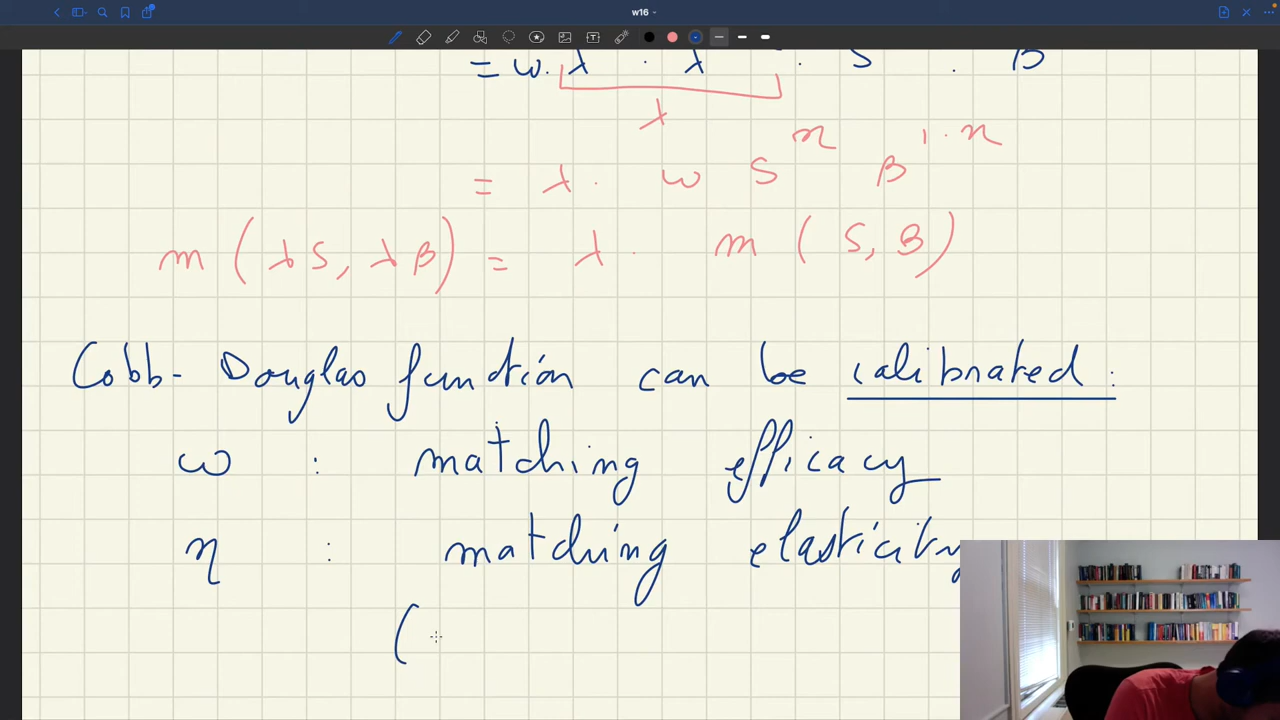 w16
= ω. λ . λ . S . B
λ
= λ. ω S^η B^1-η
m (λS, λB) = λ. m (S, B)
Cobb-Douglas function can be calibrated:
ω : matching efficacy
η : matching elasticity
(